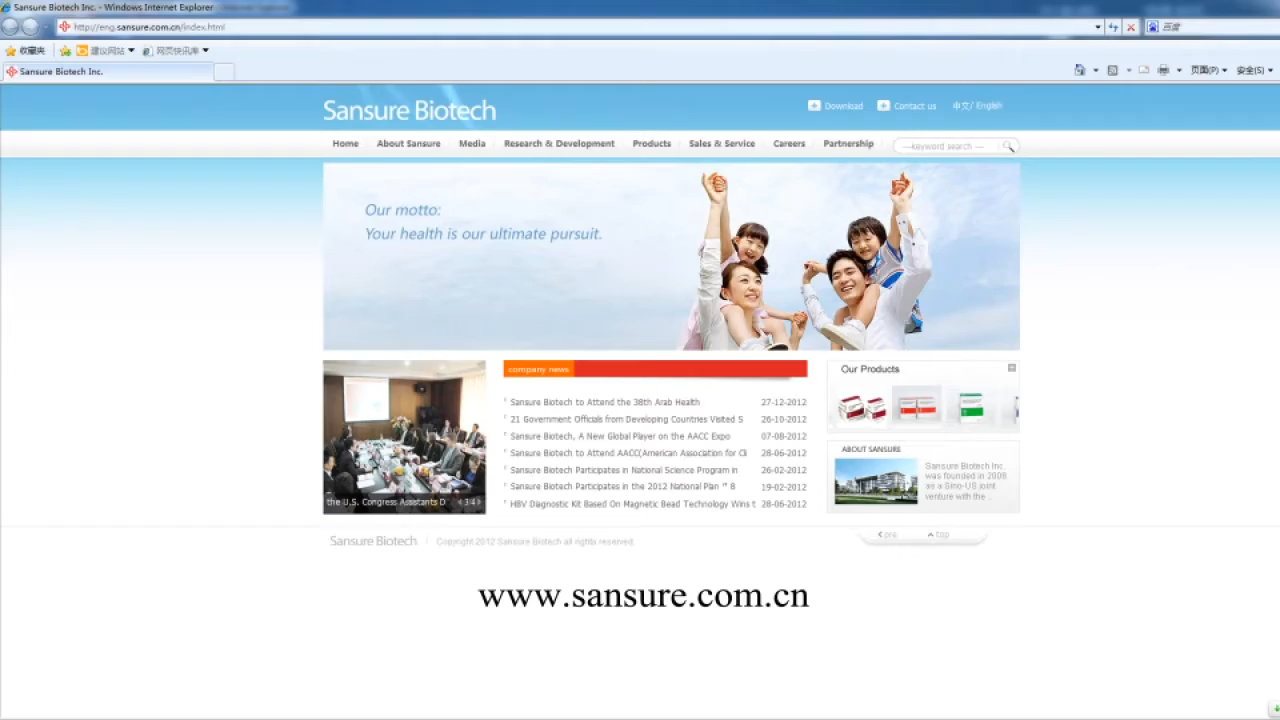 Sansure Biotech Inc. - Windows Internet Explorer
http://eng.sansure.com.cn/index.html
百度
收藏夹 建议网站 网页快讯库
Sansure Biotech Inc.
页面(P) 安全(S)
Sansure Biotech
Download Contact us 中文/ English
Home About Sansure Media Research & Development Products Sales & Service Careers Partnership
---keyword search ---
Our motto:
Your health is our ultimate pursuit.
the U.S. Congress Assistants D 3/4
company news
Sansure Biotech to Attend the 38th Arab Health 27-12-2012
21 Government Officials from Developing Countries Visited S 26-10-2012
Sansure Biotech, A New Global Player on the AACC Expo 07-08-2012
Sansure Biotech to Attend AACC(American Association for Cli 28-06-2012
Sansure Biotech Participates in National Science Program in 26-02-2012
Sansure Biotech Participates in the 2012 National Plan " 8 19-02-2012
HBV Diagnostic Kit Based On Magnetic Bead Technology Wins t 28-06-2012
Our Products
ABOUT SANSURE
Sansure Biotech Inc.
was founded in 2008
as a Sino-US joint
venture with the ...
Sansure Biotech Copyright 2012 Sansure Biotech all rights reserved.
pre top
www.sansure.com.cn